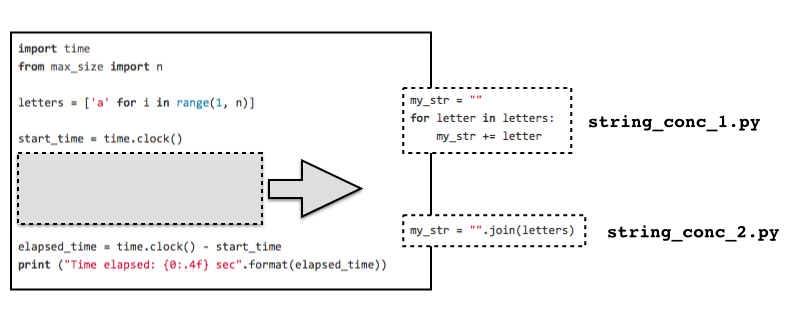 import time
from max_size import n
letters = ['a' for i in range(1, n)]
start_time = time.clock()
elapsed_time = time.clock() - start_time
print ("Time elapsed: {0:.4f} sec".format(elapsed_time))
my_str = ""
for letter in letters:
    my_str += letter
string_conc_1.py
my_str = "".join(letters)
string_conc_2.py